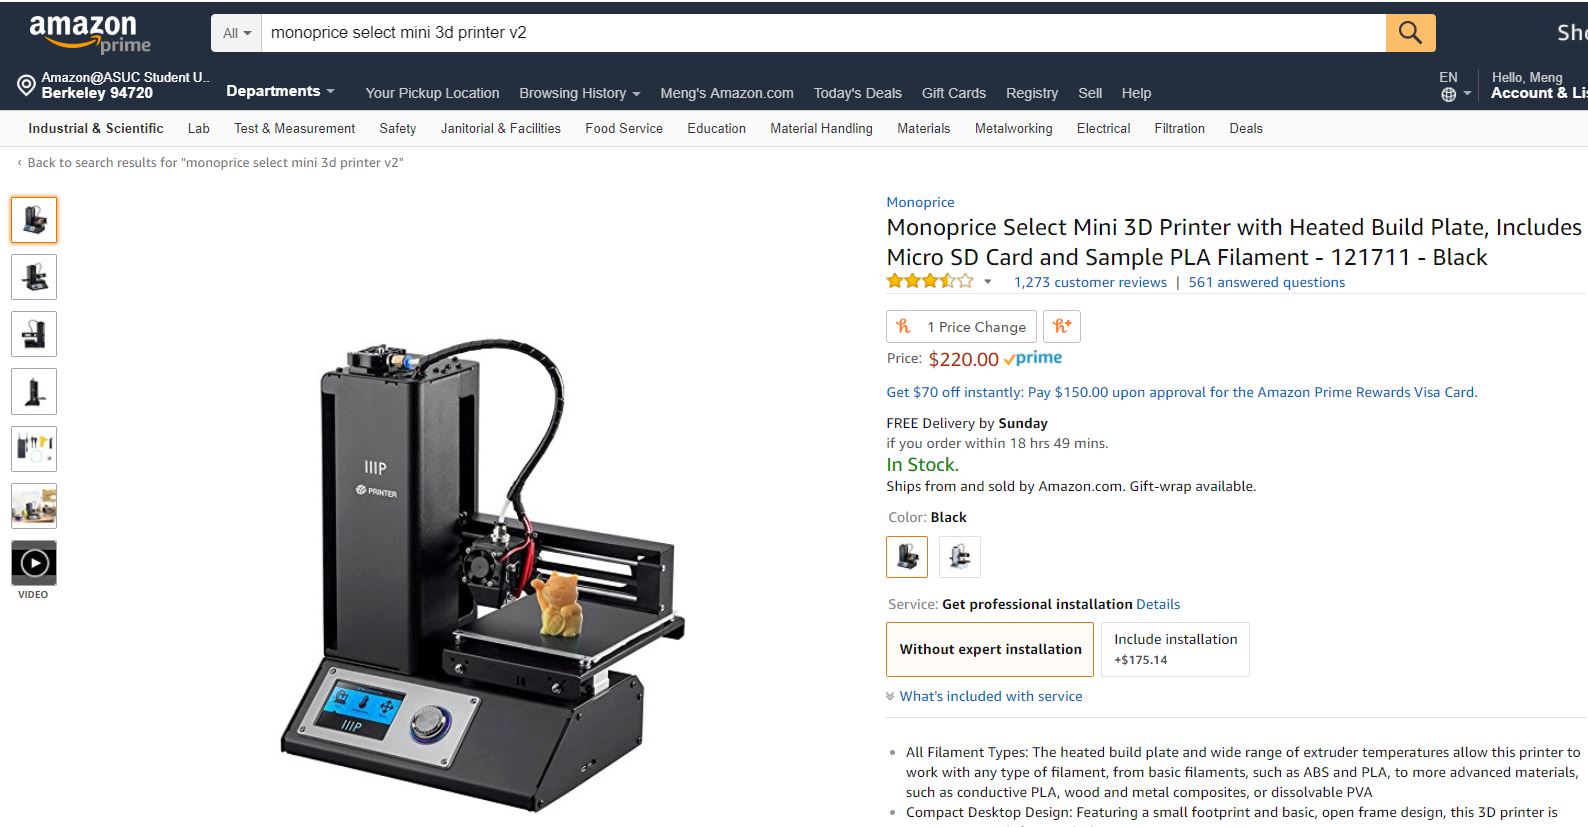 amazon
prime
All
monoprice select mini 3d printer v2
Amazon@ASUC Student U...
Berkeley 94720
Departments
Your Pickup Location
Browsing History
Meng's Amazon.com
Today's Deals
Gift Cards
Registry
Sell
Help
EN
Hello, Meng
Account & Lis
Industrial & Scientific
Lab
Test & Measurement
Safety
Janitorial & Facilities
Food Service
Education
Material Handling
Materials
Metalworking
Electrical
Filtration
Deals
‹ Back to search results for "monoprice select mini 3d printer v2"
VIDEO
IIIP
PRINTER
IIIP
Monoprice
Monoprice Select Mini 3D Printer with Heated Build Plate, Includes
Micro SD Card and Sample PLA Filament - 121711 - Black
1,273 customer reviews | 561 answered questions
1 Price Change
Price: $220.00 prime
Get $70 off instantly: Pay $150.00 upon approval for the Amazon Prime Rewards Visa Card.
FREE Delivery by Sunday
if you order within 18 hrs 49 mins.
In Stock.
Ships from and sold by Amazon.com. Gift-wrap available.
Color: Black
Service: Get professional installation Details
Without expert installation
Include installation
+$175.14
What's included with service
All Filament Types: The heated build plate and wide range of extruder temperatures allow this printer to
work with any type of filament, from basic filaments, such as ABS and PLA, to more advanced materials,
such as conductive PLA, wood and metal composites, or dissolvable PVA
Compact Desktop Design: Featuring a small footprint and basic, open frame design, this 3D printer is